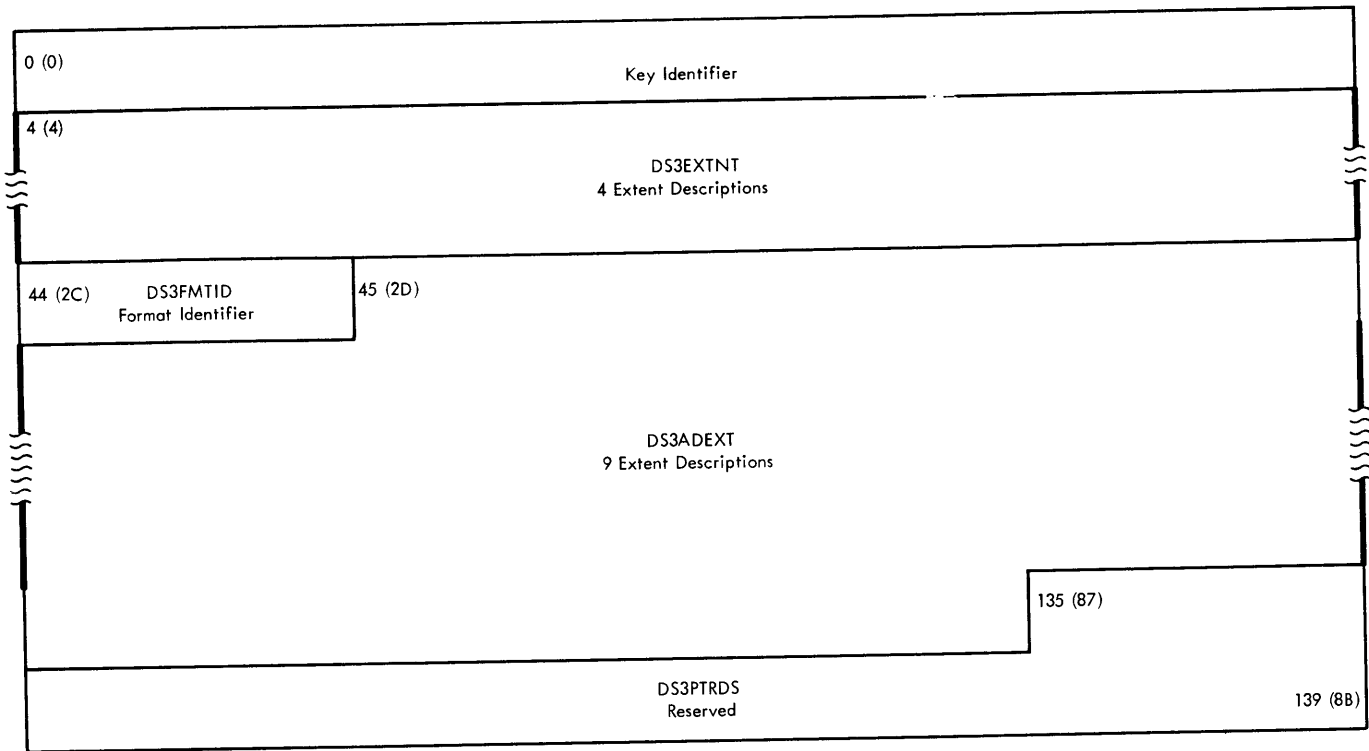 0 (0)
Key Identifier
4 (4)
DS3EXTNT
4 Extent Descriptions
44 (2C)
DS3FMTID
Format Identifier
45 (2D)
DS3ADEXT
9 Extent Descriptions
135 (87)
DS3PTRDS
Reserved
139 (8B)